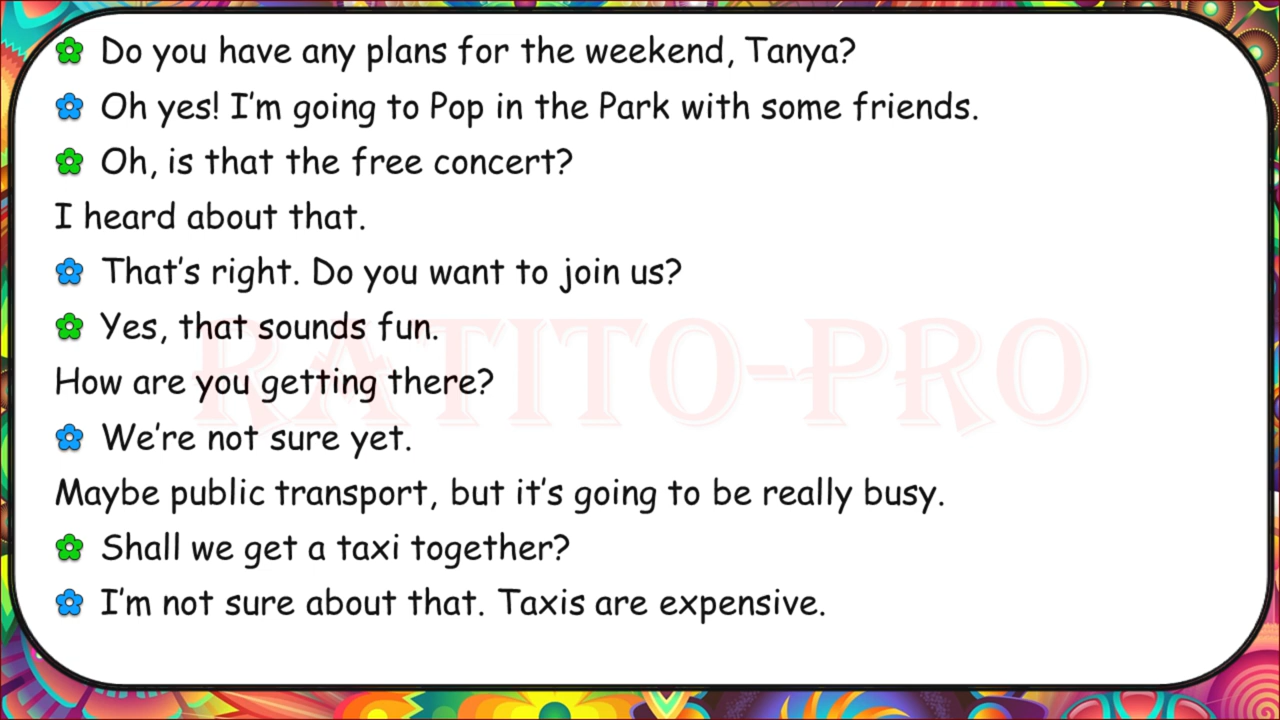 Do you have any plans for the weekend, Tanya?
Oh yes! I'm going to Pop in the Park with some friends.
Oh, is that the free concert?
I heard about that.
That's right. Do you want to join us?
Yes, that sounds fun.
RATITO-PRO
How are you getting there?
We're not sure yet.
Maybe public transport, but it's going to be really busy.
Shall we get a taxi together?
I'm not sure about that. Taxis are expensive.